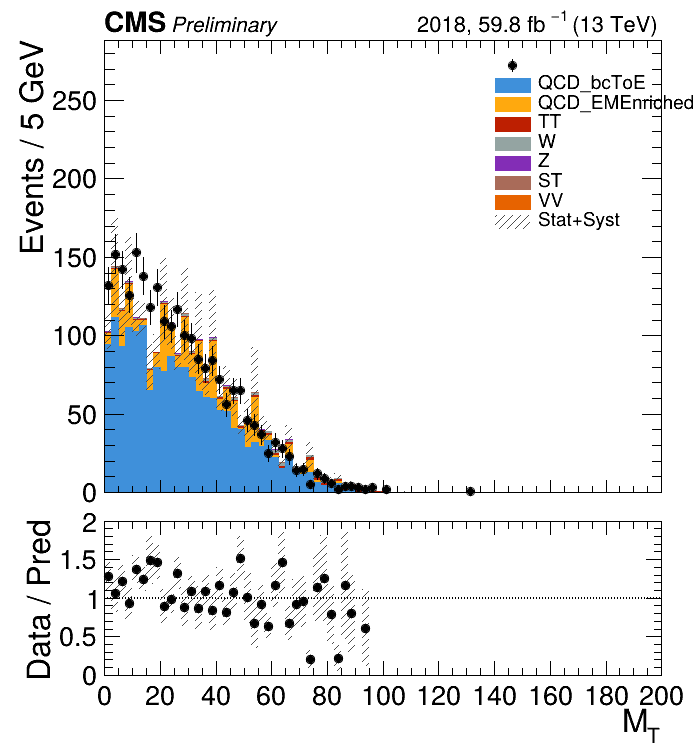 CMS Preliminary 2018, 59.8 fb⁻¹ (13 TeV)
Events / 5 GeV
250
200
150
100
50
0
QCD_bcToE
QCD_EMEnriched
TT
W
Z
ST
VV
Stat+Syst
Data / Pred
2
1.5
1
0.5
0
0 20 40 60 80 100 120 140 160 180 200
M_T